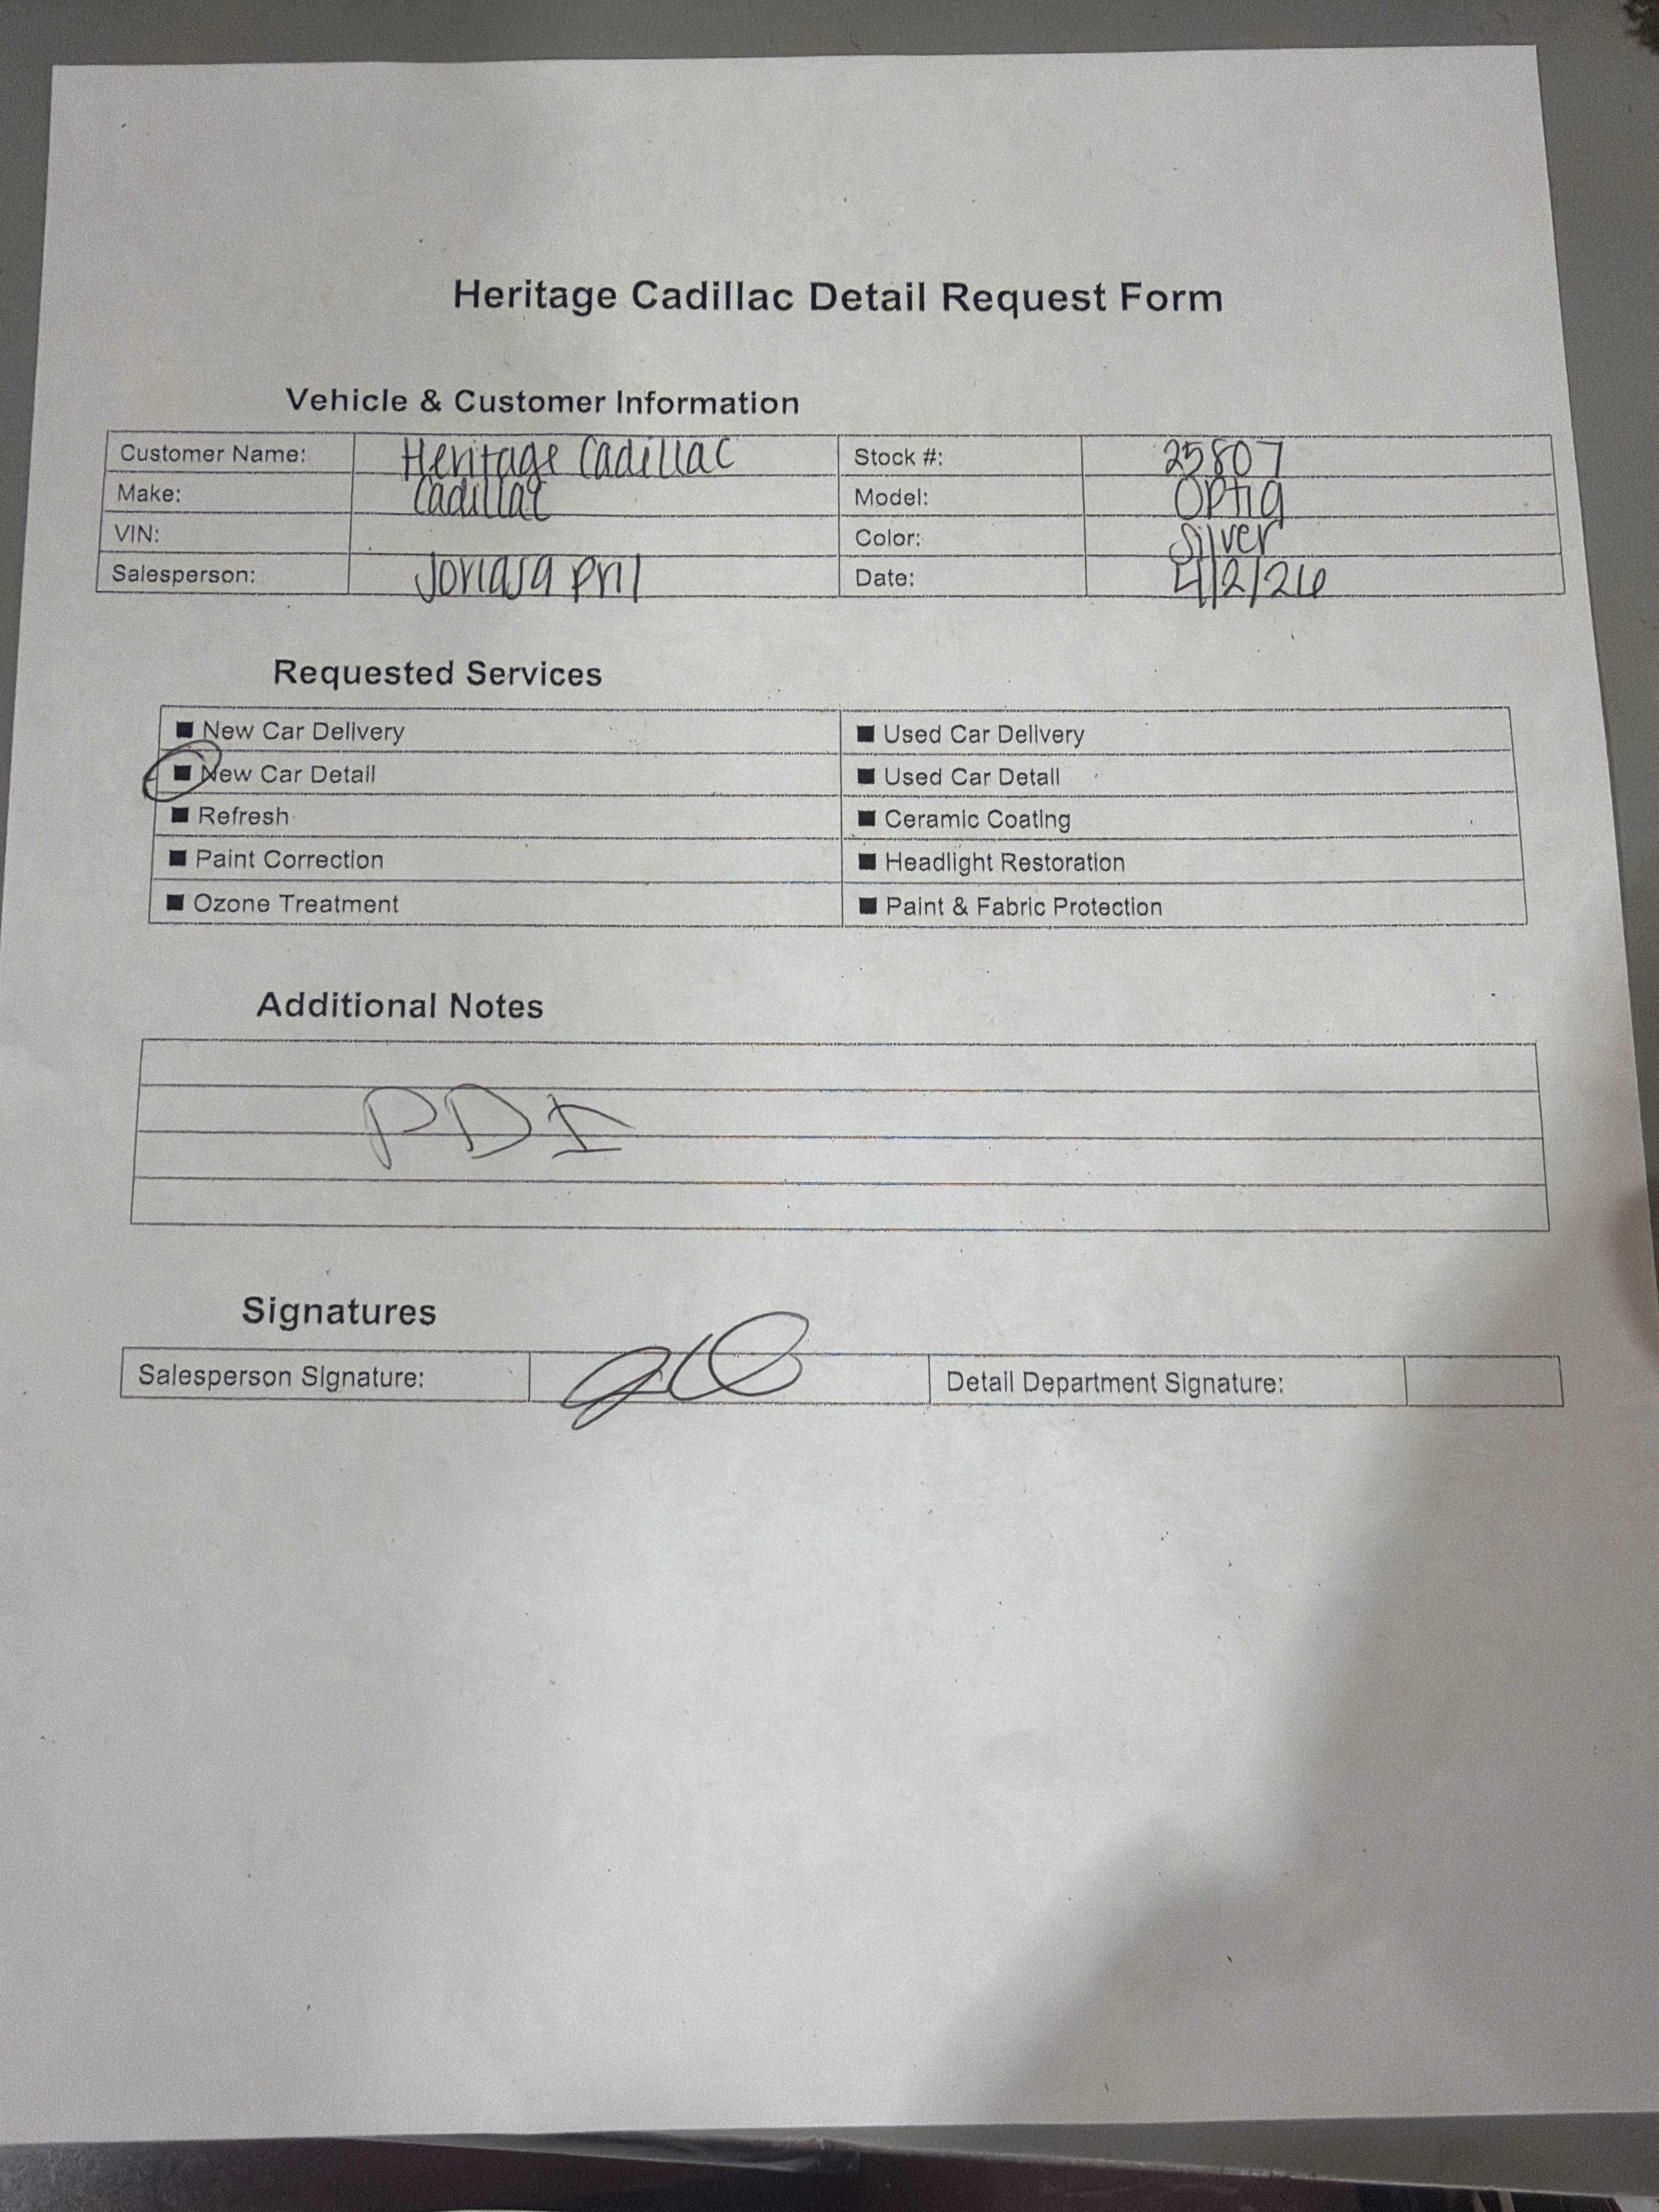 Heritage Cadillac Detail Request Form
Vehicle & Customer Information
Customer Name: Heritage Cadillac Stock #: 25807
Make: Cadillac Model: Optiq
VIN: Color: Silver
Salesperson: Date: 4/2/26
Requested Services
■ New Car Delivery ■ Used Car Delivery
■ New Car Detail ■ Used Car Detail
■ Refresh ■ Ceramic Coating
■ Paint Correction ■ Headlight Restoration
■ Ozone Treatment ■ Paint & Fabric Protection
Additional Notes
PDI
Signatures
Salesperson Signature: Detail Department Signature: